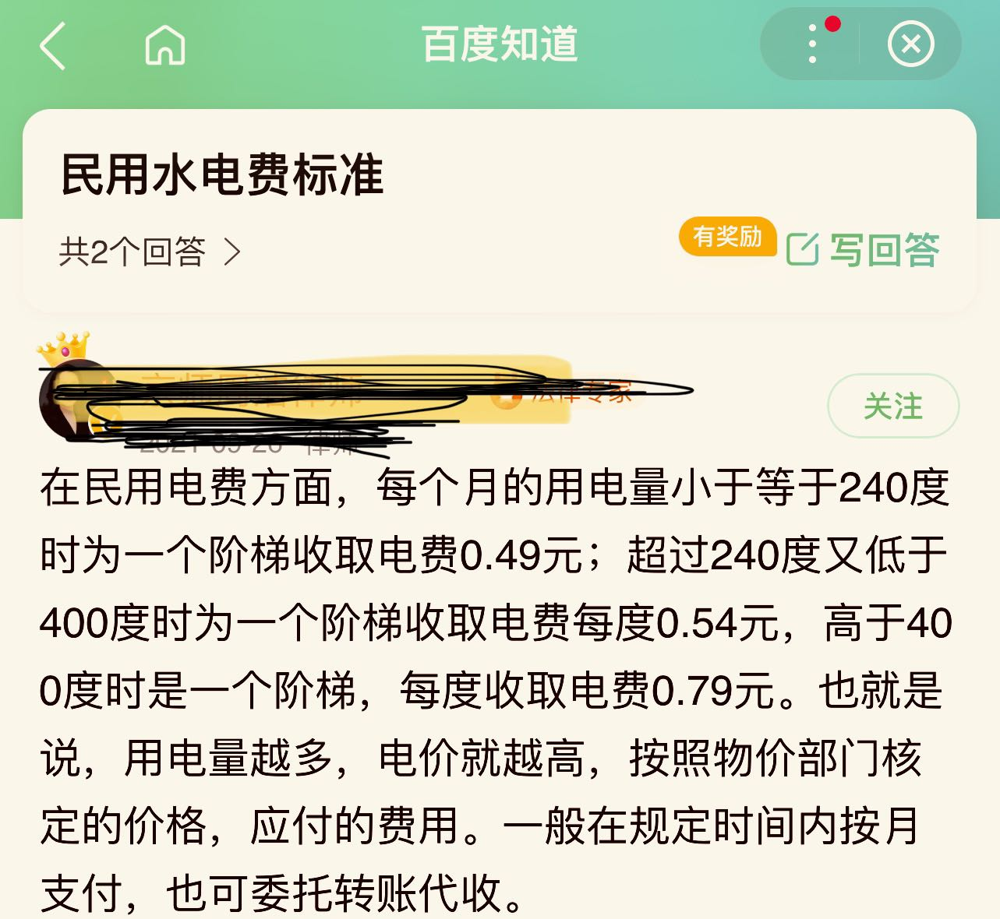 百度知道
民用水电费标准
共2个回答
有奖励
写回答
法律专家
关注
在民用电费方面，每个月的用电量小于等于240度
时为一个阶梯收取电费0.49元；超过240度又低于
400度时为一个阶梯收取电费每度0.54元，高于40
0度时是一个阶梯，每度收取电费0.79元。也就是
说，用电量越多，电价就越高，按照物价部门核
定的价格，应付的费用。一般在规定时间内按月
支付，也可委托转账代收。